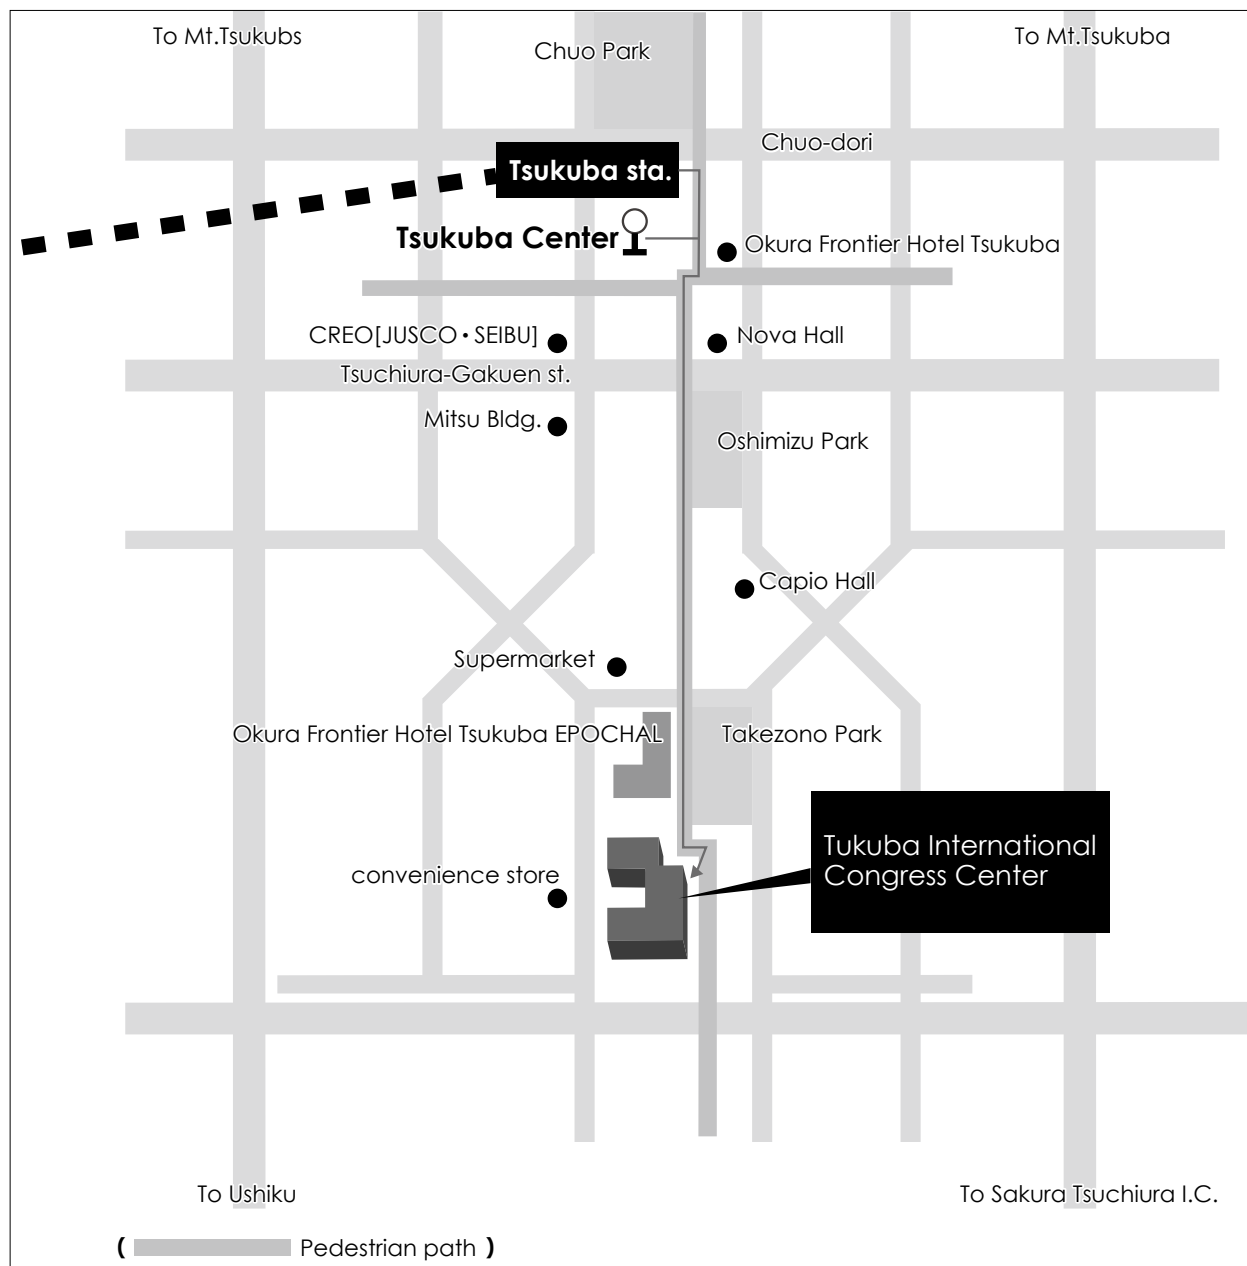 To Mt.Tsukubs
To Mt.Tsukuba
Chuo Park
Chuo-dori
Tsukuba sta.
Tsukuba Center
Okura Frontier Hotel Tsukuba
CREO[JUSCO・SEIBU]
Nova Hall
Tsuchiura-Gakuen st.
Mitsu Bldg.
Oshimizu Park
Capio Hall
Supermarket
Okura Frontier Hotel Tsukuba EPOCHAL
Takezono Park
Tukuba International
Congress Center
convenience store
To Ushiku
To Sakura Tsuchiura I.C.
( Pedestrian path )